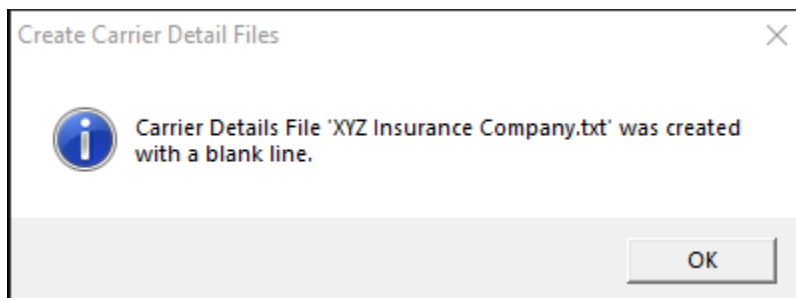 Create Carrier Detail Files
Carrier Details File 'XYZ Insurance Company.txt' was created
with a blank line.
OK